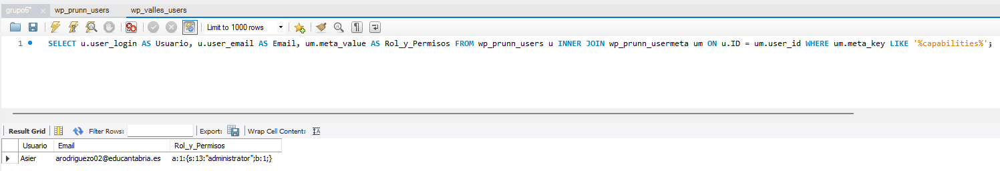 grupo6* wp_prunn_users wp_valles_users
Limit to 1000 rows
1 SELECT u.user_login AS Usuario, u.user_email AS Email, um.meta_value AS Rol_y_Permisos FROM wp_prunn_users u INNER JOIN wp_prunn_usermeta um ON u.ID = um.user_id WHERE um.meta_key LIKE '%capabilities%';
Result Grid Filter Rows: Export: Wrap Cell Content:
Usuario Email Rol_y_Permisos
Asier arodriguezo02@educantabria.es a:1:{s:13:"administrator";b:1;}